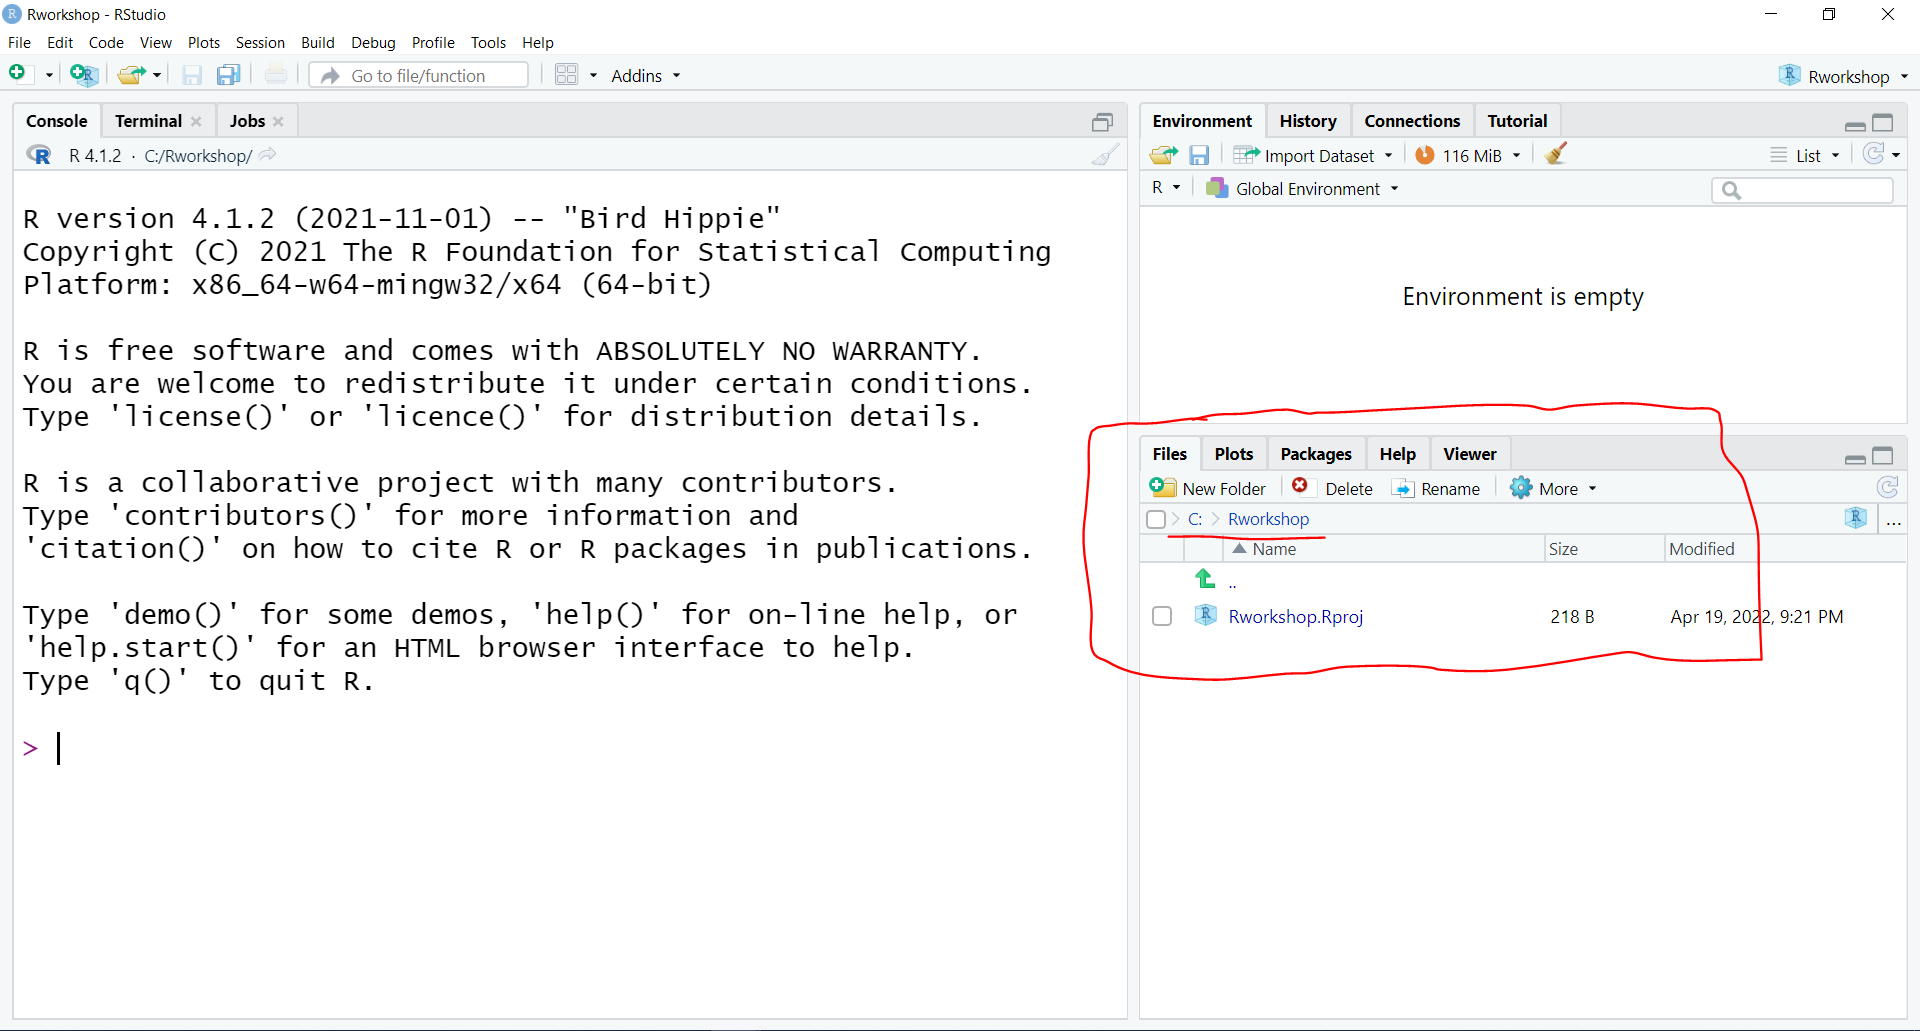 Rworkshop - RStudio
File Edit Code View Plots Session Build Debug Profile Tools Help
Go to file/function Addins Rworkshop
Console Terminal Jobs
R 4.1.2 · C:/Rworkshop/
R version 4.1.2 (2021-11-01) -- "Bird Hippie"
Copyright (C) 2021 The R Foundation for Statistical Computing
Platform: x86_64-w64-mingw32/x64 (64-bit)
R is free software and comes with ABSOLUTELY NO WARRANTY.
You are welcome to redistribute it under certain conditions.
Type 'license()' or 'licence()' for distribution details.
R is a collaborative project with many contributors.
Type 'contributors()' for more information and
'citation()' on how to cite R or R packages in publications.
Type 'demo()' for some demos, 'help()' for on-line help, or
'help.start()' for an HTML browser interface to help.
Type 'q()' to quit R.
>
Environment History Connections Tutorial
Import Dataset 116 MiB List
R Global Environment
Environment is empty
Files Plots Packages Help Viewer
New Folder Delete Rename More
C: Rworkshop ...
Name Size Modified
..
Rworkshop.Rproj 218 B Apr 19, 2022, 9:21 PM